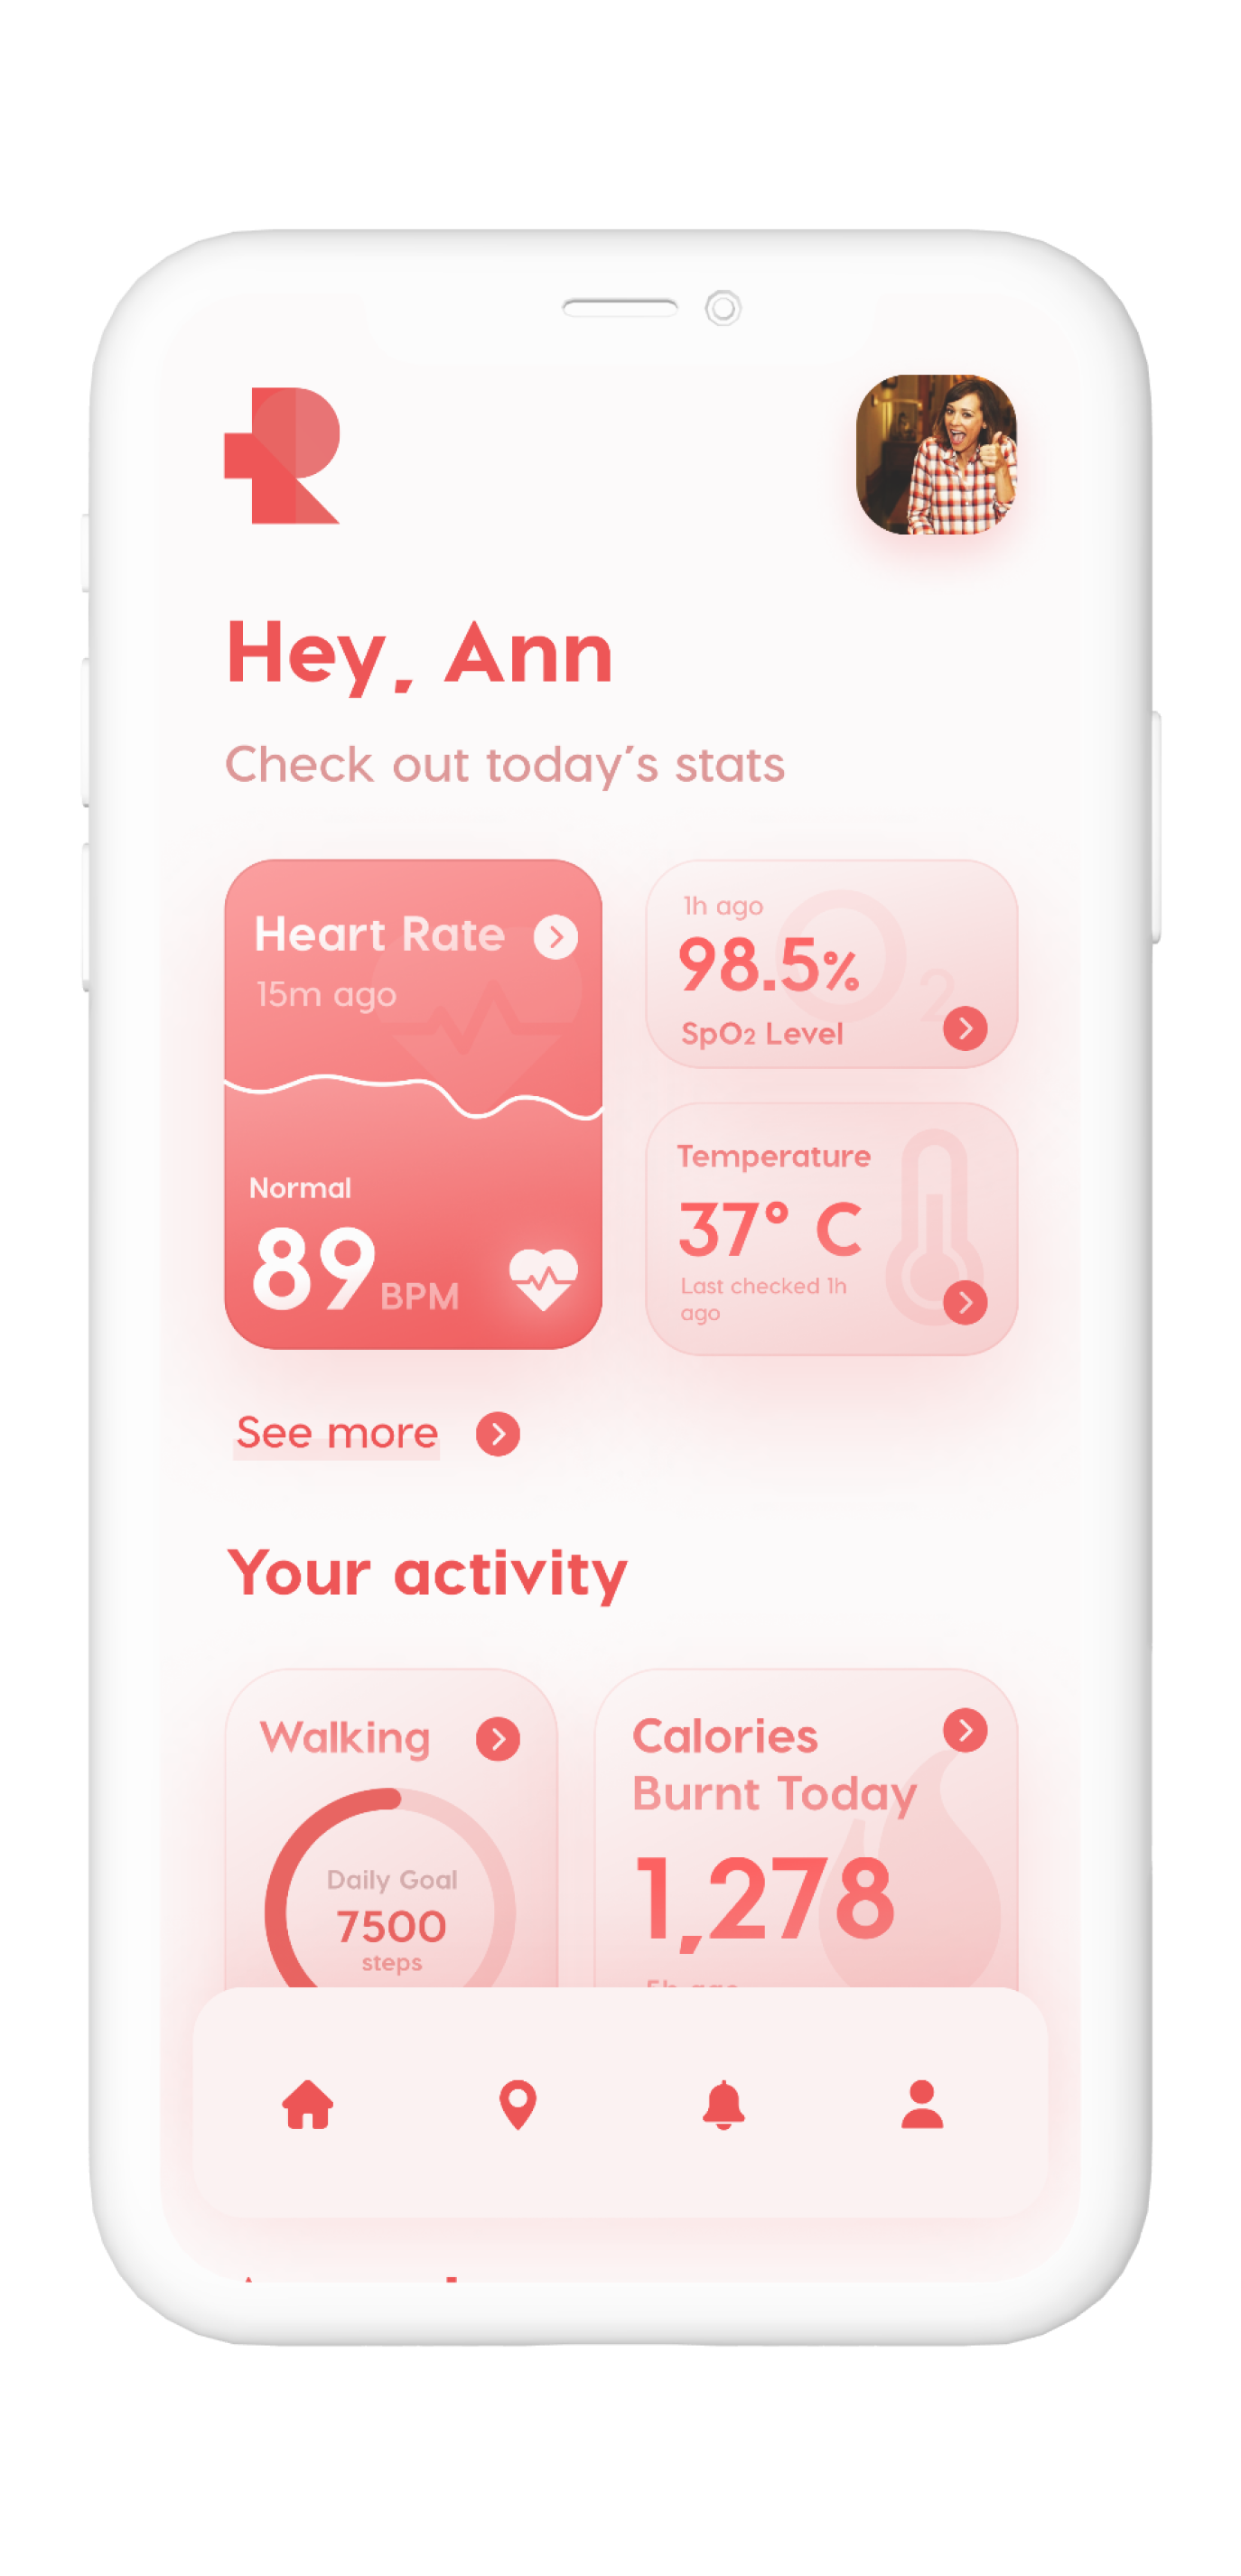 Hey, Ann
Check out today's stats
Heart Rate
15m ago
Normal
89 BPM
1h ago
98.5%
SpO2 Level
O2
Temperature
37° C
Last checked 1h
ago
See more
Your activity
Walking
Daily Goal
7500
steps
Calories
Burnt Today
1,278